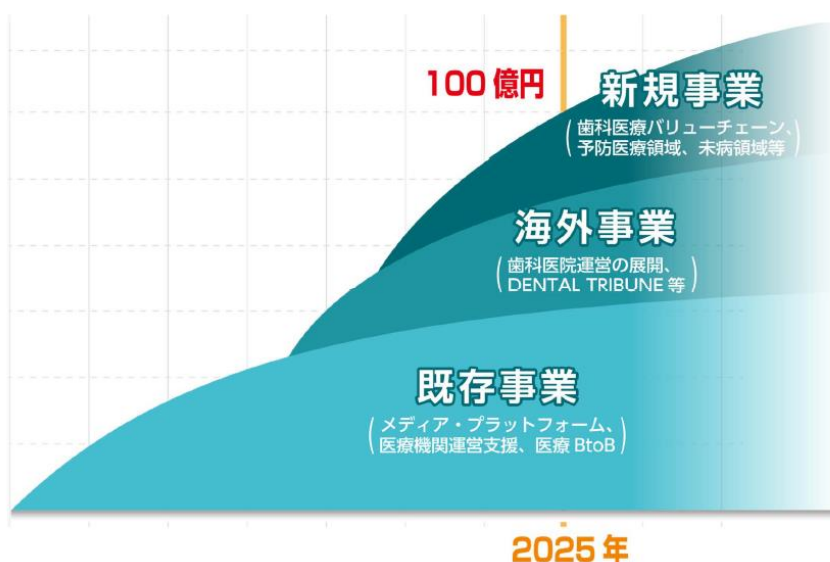 100億円
新規事業
(歯科医療バリューチェーン、
予防医療領域、未病領域等)
海外事業
(歯科医院運営の展開、
DENTAL TRIBUNE 等)
既存事業
(メディア・プラットフォーム、
医療機関運営支援、医療 BtoB)
2025年